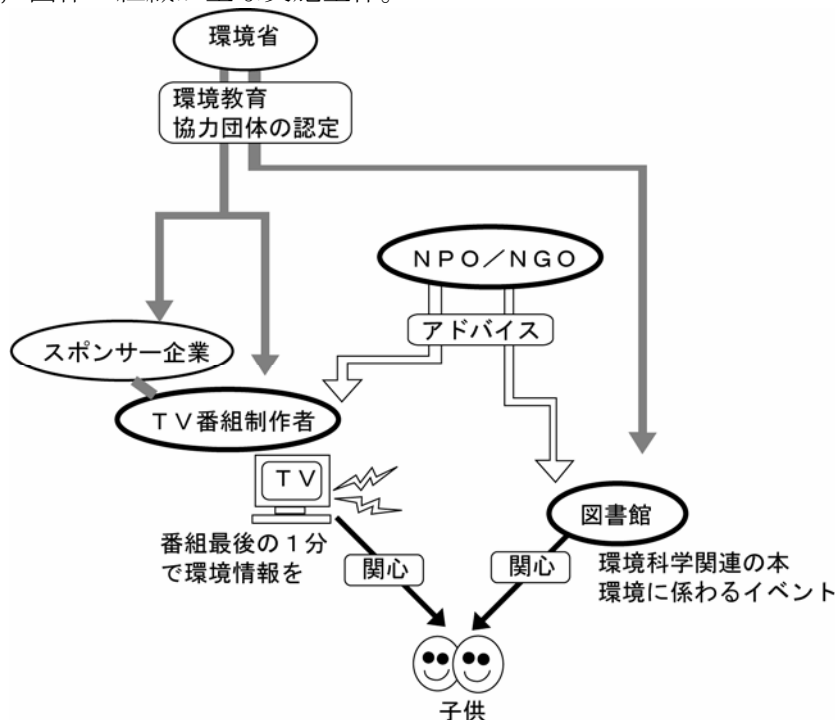 環境省
環境教育
協力団体の認定
NPO/NGO
アドバイス
スポンサー企業
TV番組制作者
TV
図書館
番組最後の1分
で環境情報を
関心
関心
環境科学関連の本
環境に係わるイベント
子供